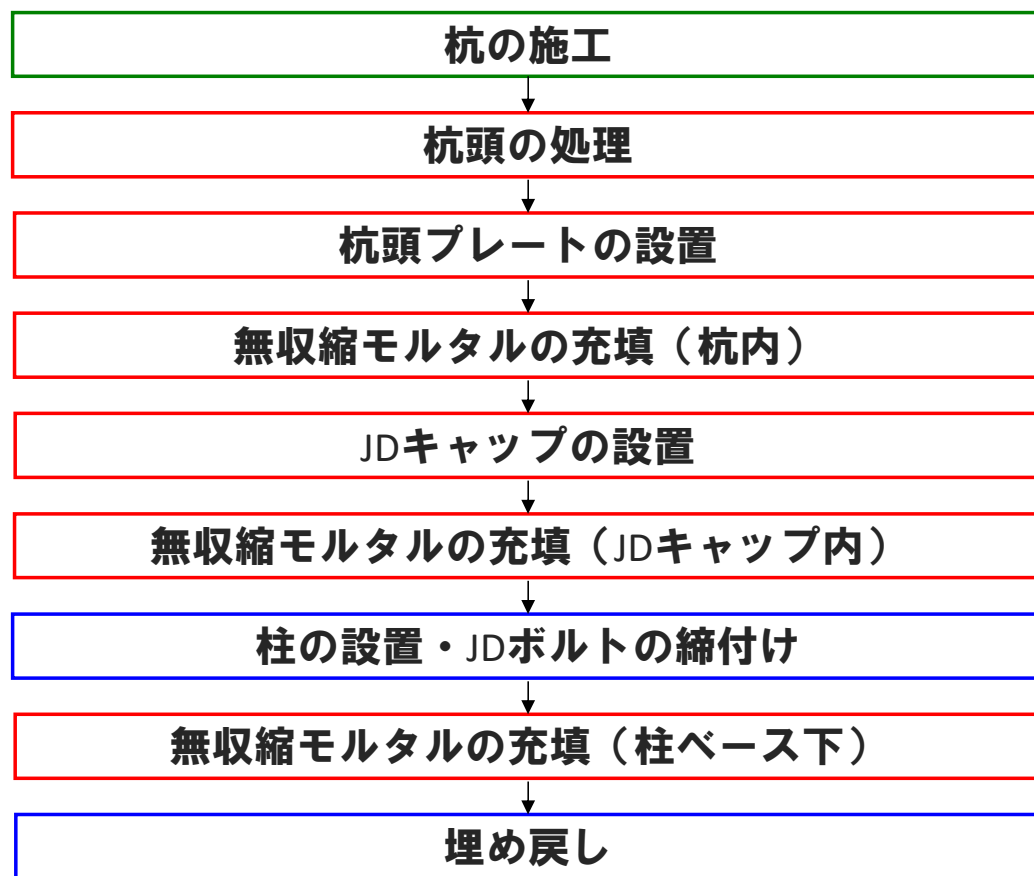 杭の施工
杭頭の処理
杭頭プレートの設置
無収縮モルタルの充填（杭内）
JDキャップの設置
無収縮モルタルの充填（JDキャップ内）
柱の設置・JDボルトの締付け
無収縮モルタルの充填（柱ベース下）
埋め戻し